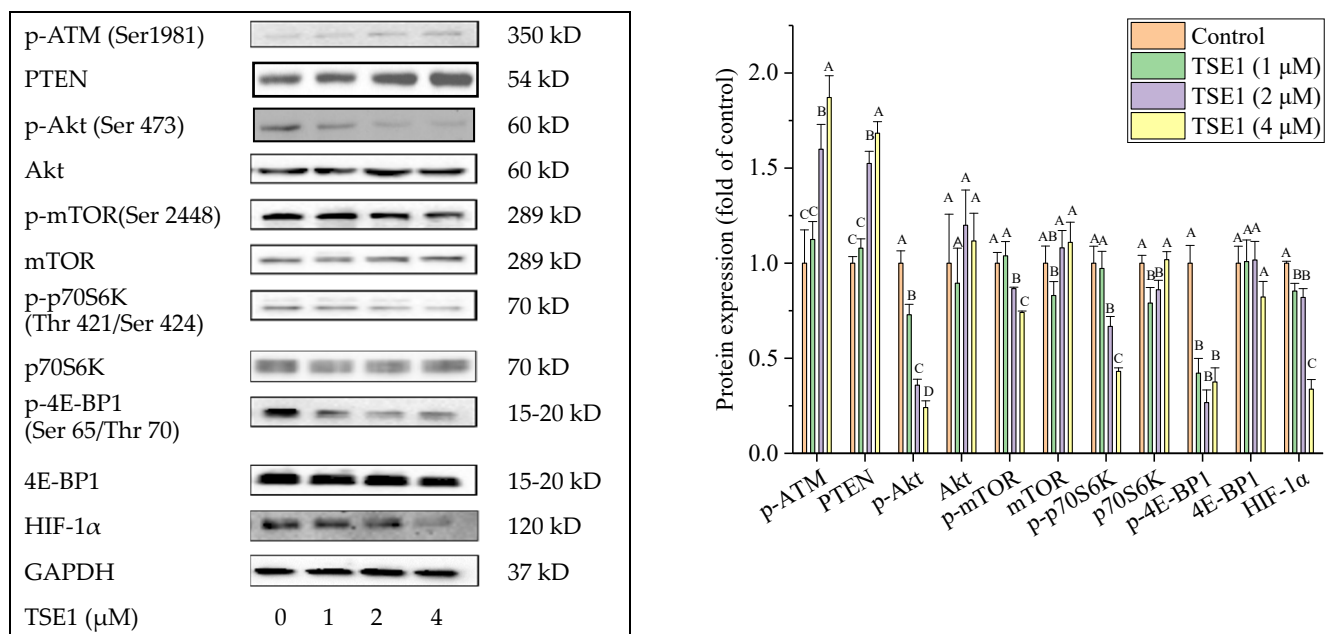 p-ATM (Ser1981) 350 kD
PTEN 54 kD
p-Akt (Ser 473) 60 kD
Akt 60 kD
p-mTOR(Ser 2448) 289 kD
mTOR 289 kD
p-p70S6K
(Thr 421/Ser 424) 70 kD
p70S6K 70 kD
p-4E-BP1
(Ser 65/Thr 70) 15-20 kD
4E-BP1 15-20 kD
HIF-1α 120 kD
GAPDH 37 kD
TSE1 (μM) 0 1 2 4
Control
TSE1 (1 μM)
TSE1 (2 μM)
TSE1 (4 μM)
Protein expression (fold of control)
2.0
1.5
1.0
0.5
0.0
C C B A
C C B A
A B C D
A A A A
A A B C
AB B A A
A A B C
A B B A
A B B B
A A A A
A B B C
p-ATM
PTEN
p-Akt
Akt
p-mTOR
mTOR
p-p70S6K
p70S6K
p-4E-BP1
4E-BP1
HIF-1α